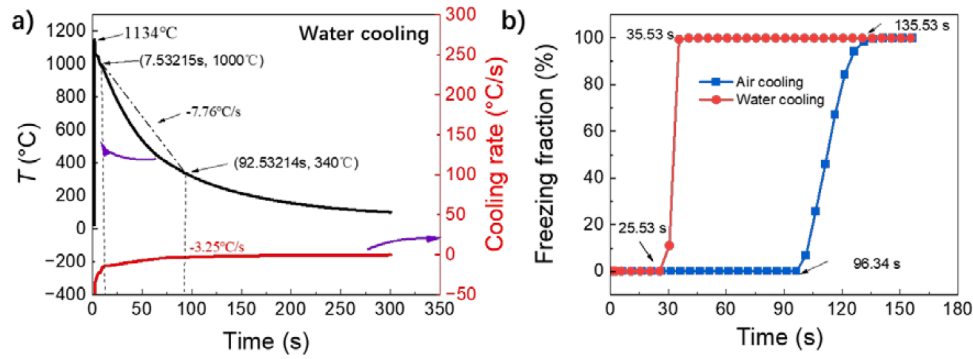 a)
1134℃
Water cooling
(7.53215s, 1000℃)
-7.76°C/s
(92.53214s, 340℃)
-3.25°C/s
T (°C)
1200
1000
800
600
400
200
0
−200
−400
Cooling rate (°C/s)
300
250
200
150
100
50
0
−50
0 50 100 150 200 250 300 350
Time (s)
b)
35.53 s
135.53 s
Air cooling
Water cooling
25.53 s
96.34 s
Freezing fraction (%)
100
80
60
40
20
0
0 30 60 90 120 150 180
Time (s)